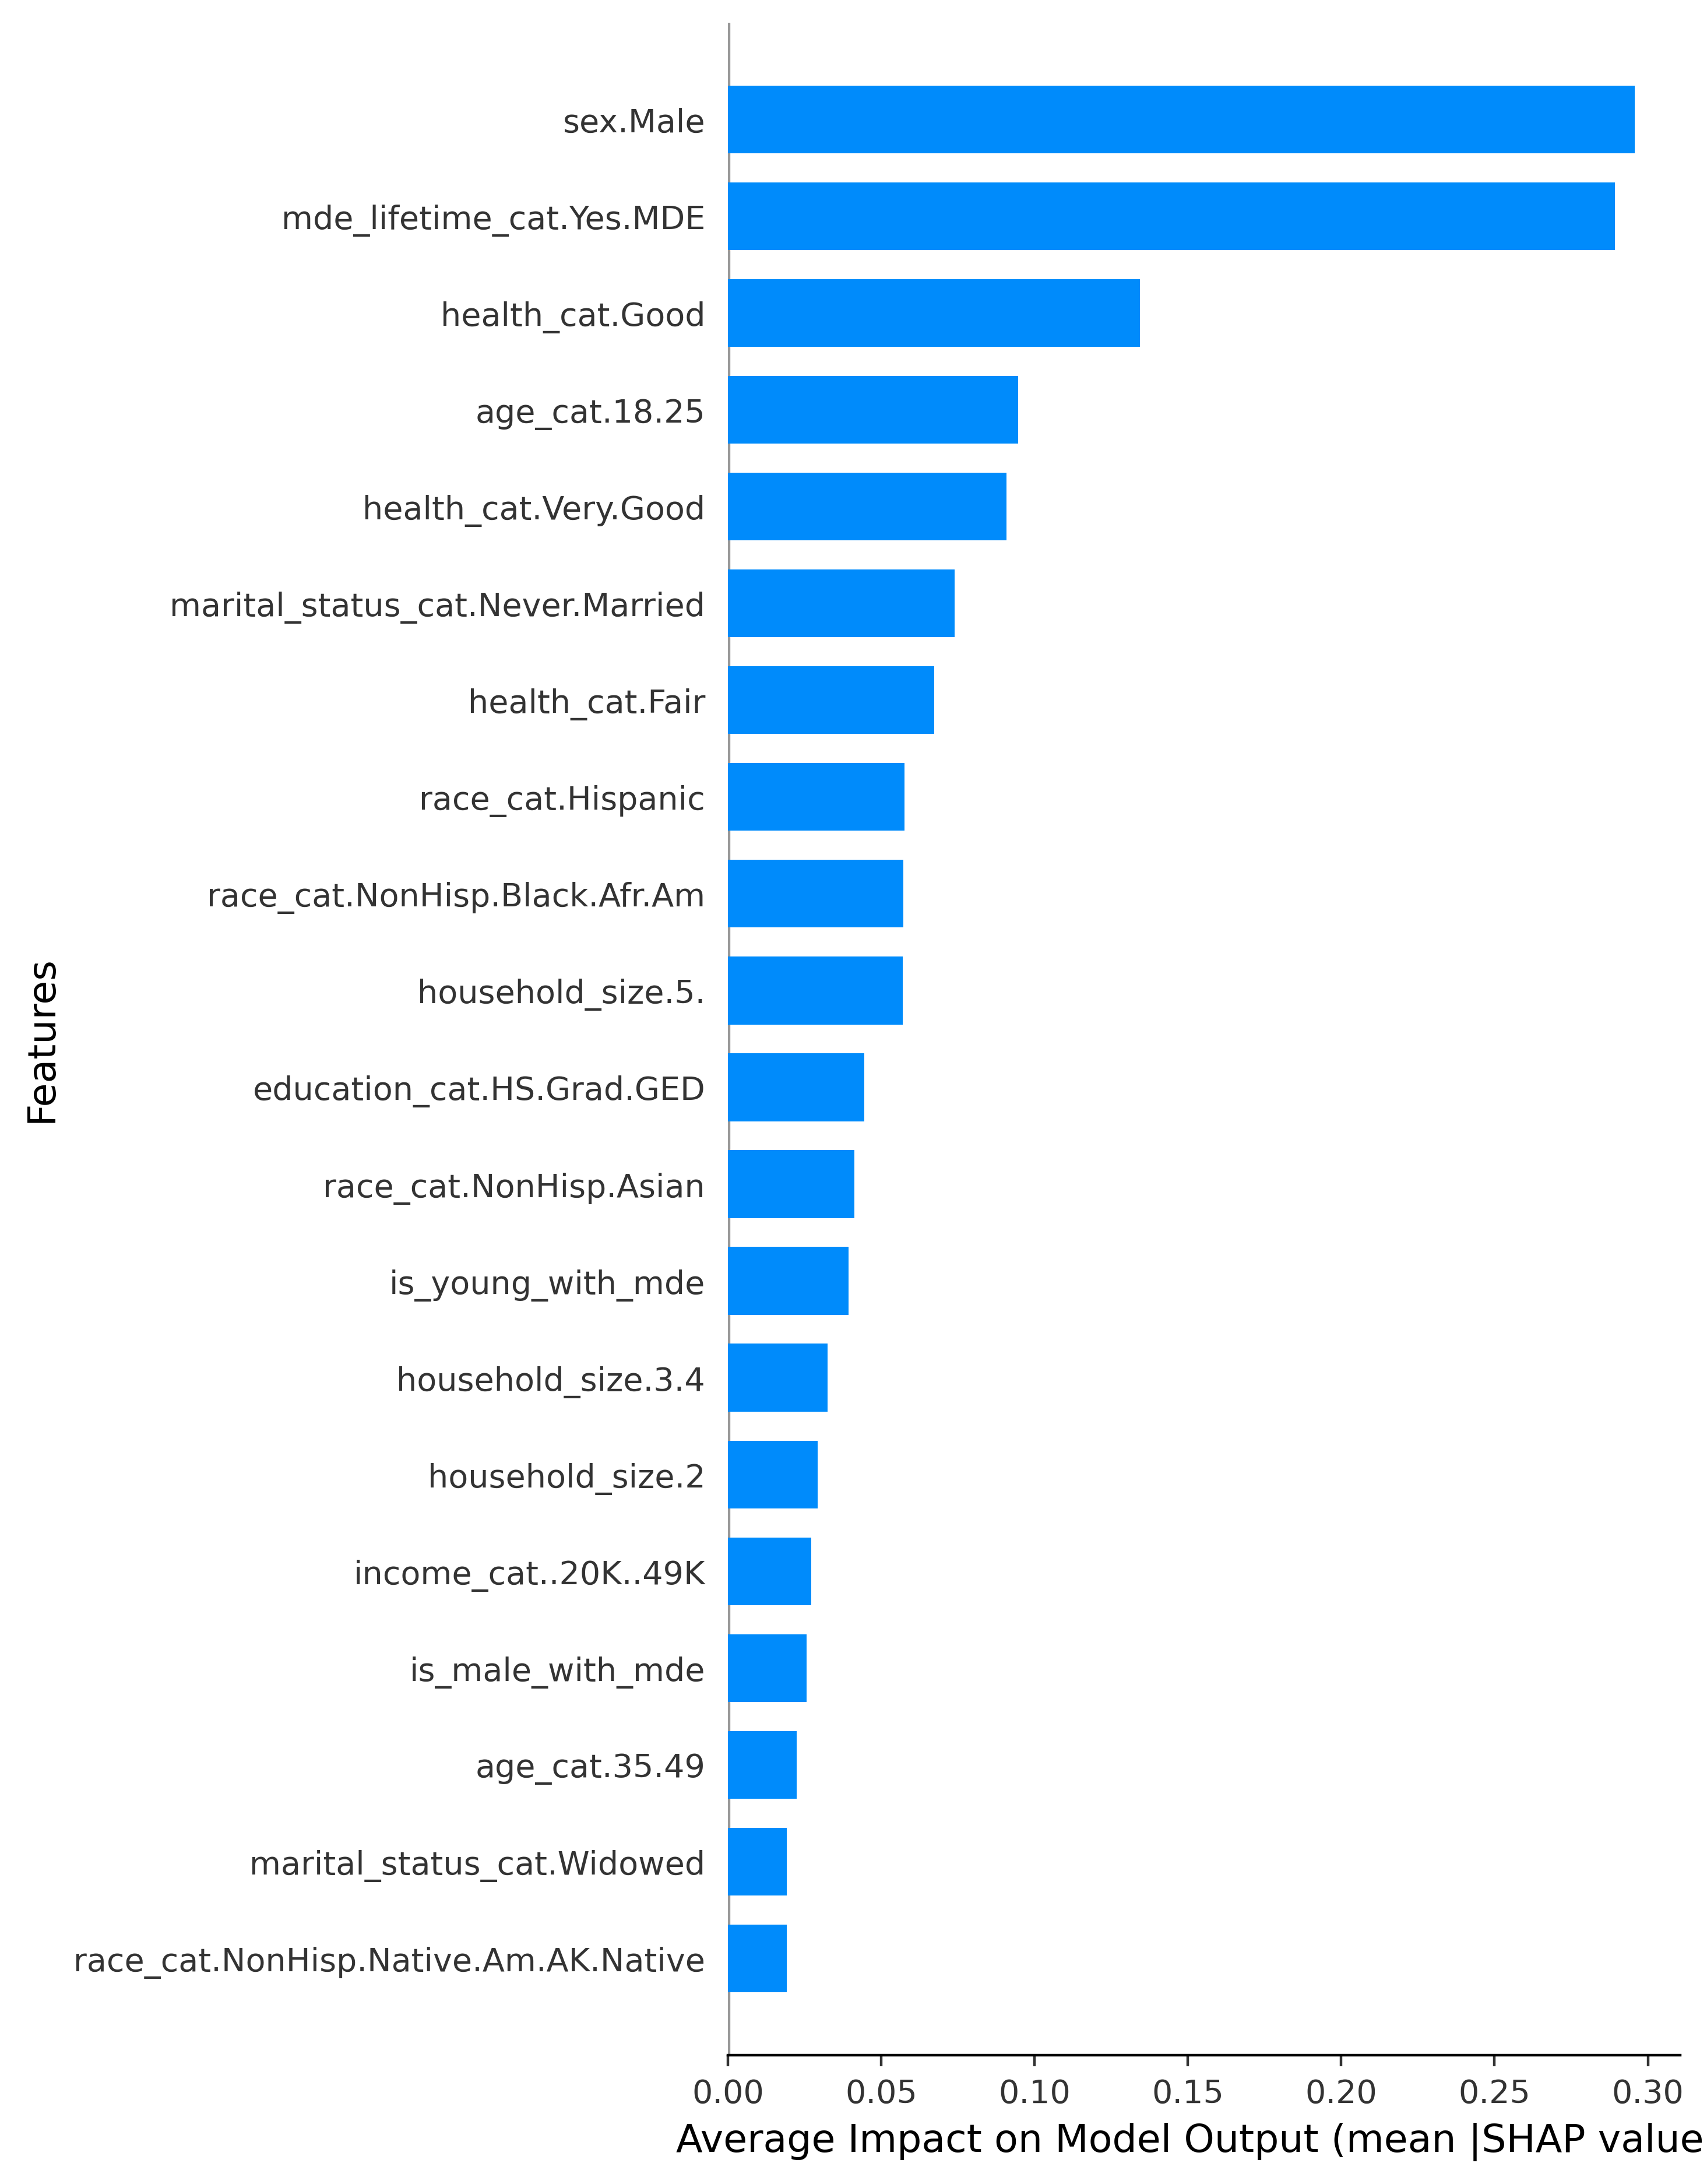 sex.Male
mde_lifetime_cat.Yes.MDE
health_cat.Good
age_cat.18.25
health_cat.Very.Good
marital_status_cat.Never.Married
health_cat.Fair
race_cat.Hispanic
race_cat.NonHisp.Black.Afr.Am
household_size.5.
education_cat.HS.Grad.GED
race_cat.NonHisp.Asian
is_young_with_mde
household_size.3.4
household_size.2
income_cat..20K..49K
is_male_with_mde
age_cat.35.49
marital_status_cat.Widowed
race_cat.NonHisp.Native.Am.AK.Native
Features
0.00 0.05 0.10 0.15 0.20 0.25 0.30
Average Impact on Model Output (mean |SHAP value